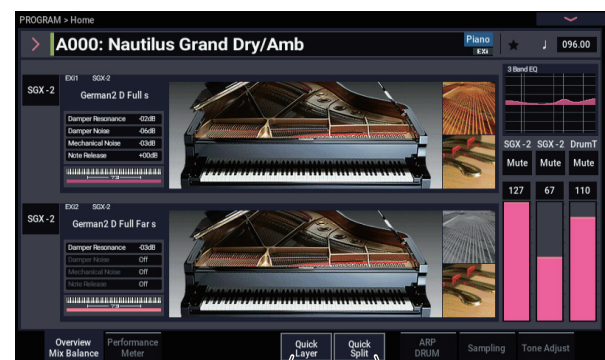 PROGRAM > Home
A000: Nautilus Grand Dry/Amb
Piano
EXi
♩ 096.00
SGX-2
EXi1 SGX-2
German2 D Full s
Damper Resonance -02dB
Damper Noise -06dB
Mechanical Noise -03dB
Note Release +00dB
73
SGX-2
EXi2 SGX-2
German2 D Full Far s
Damper Resonance -03dB
Damper Noise Off
Mechanical Noise Off
Note Release Off
73
3 Band EQ
SGX-2 SGX-2 DrumT
Mute Mute Mute
127 67 110
Overview
Mix Balance
Performance
Meter
Quick
Layer
Quick
Split
ARP
DRUM
Sampling
Tone Adjust